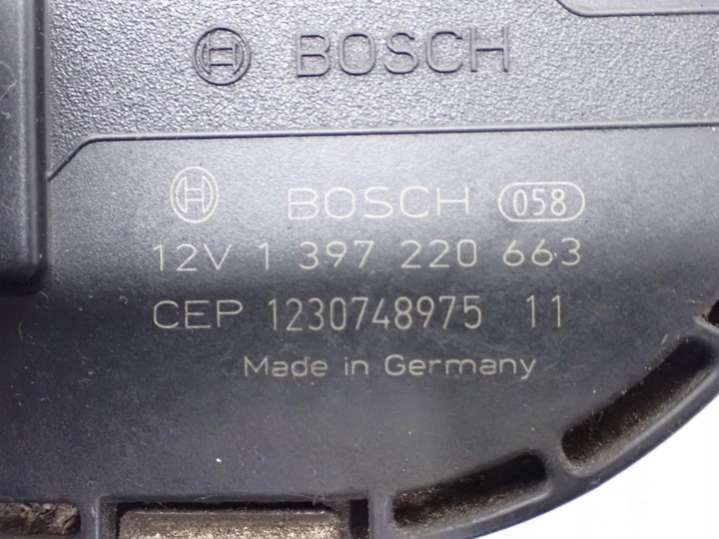 BOSCH
BOSCH 058
12V 1 397 220 663
CEP 1230748975 11
Made in Germany